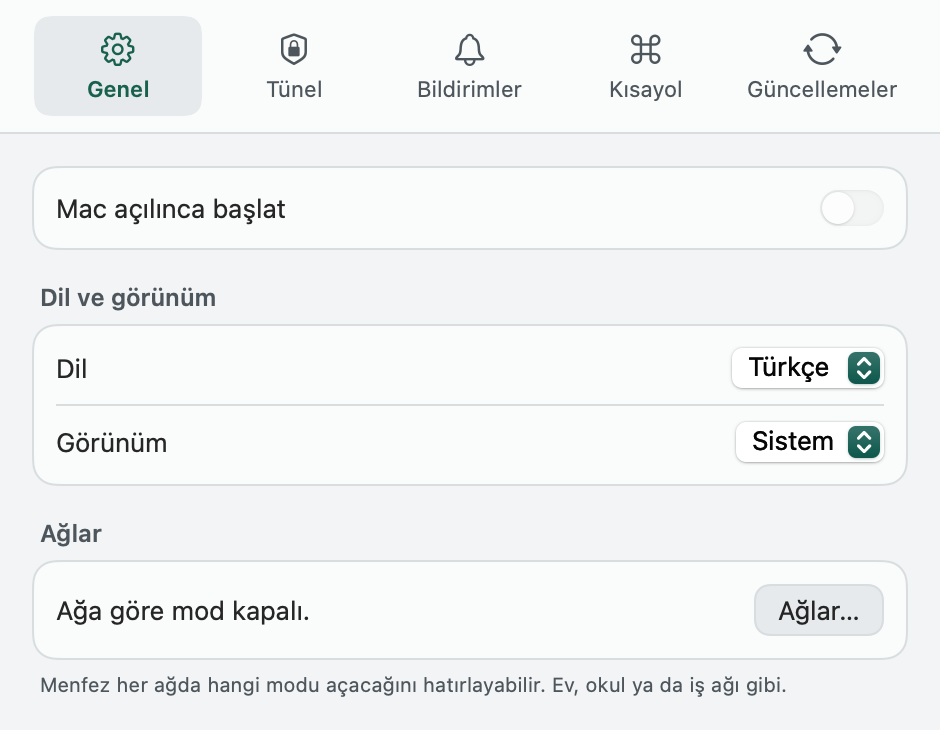 Genel
Tünel
Bildirimler
Kısayol
Güncellemeler
Mac açılınca başlat
Dil ve görünüm
Dil
Türkçe
Görünüm
Sistem
Ağlar
Ağa göre mod kapalı.
Ağlar...
Menfez her ağda hangi modu açacağını hatırlayabilir. Ev, okul ya da iş ağı gibi.